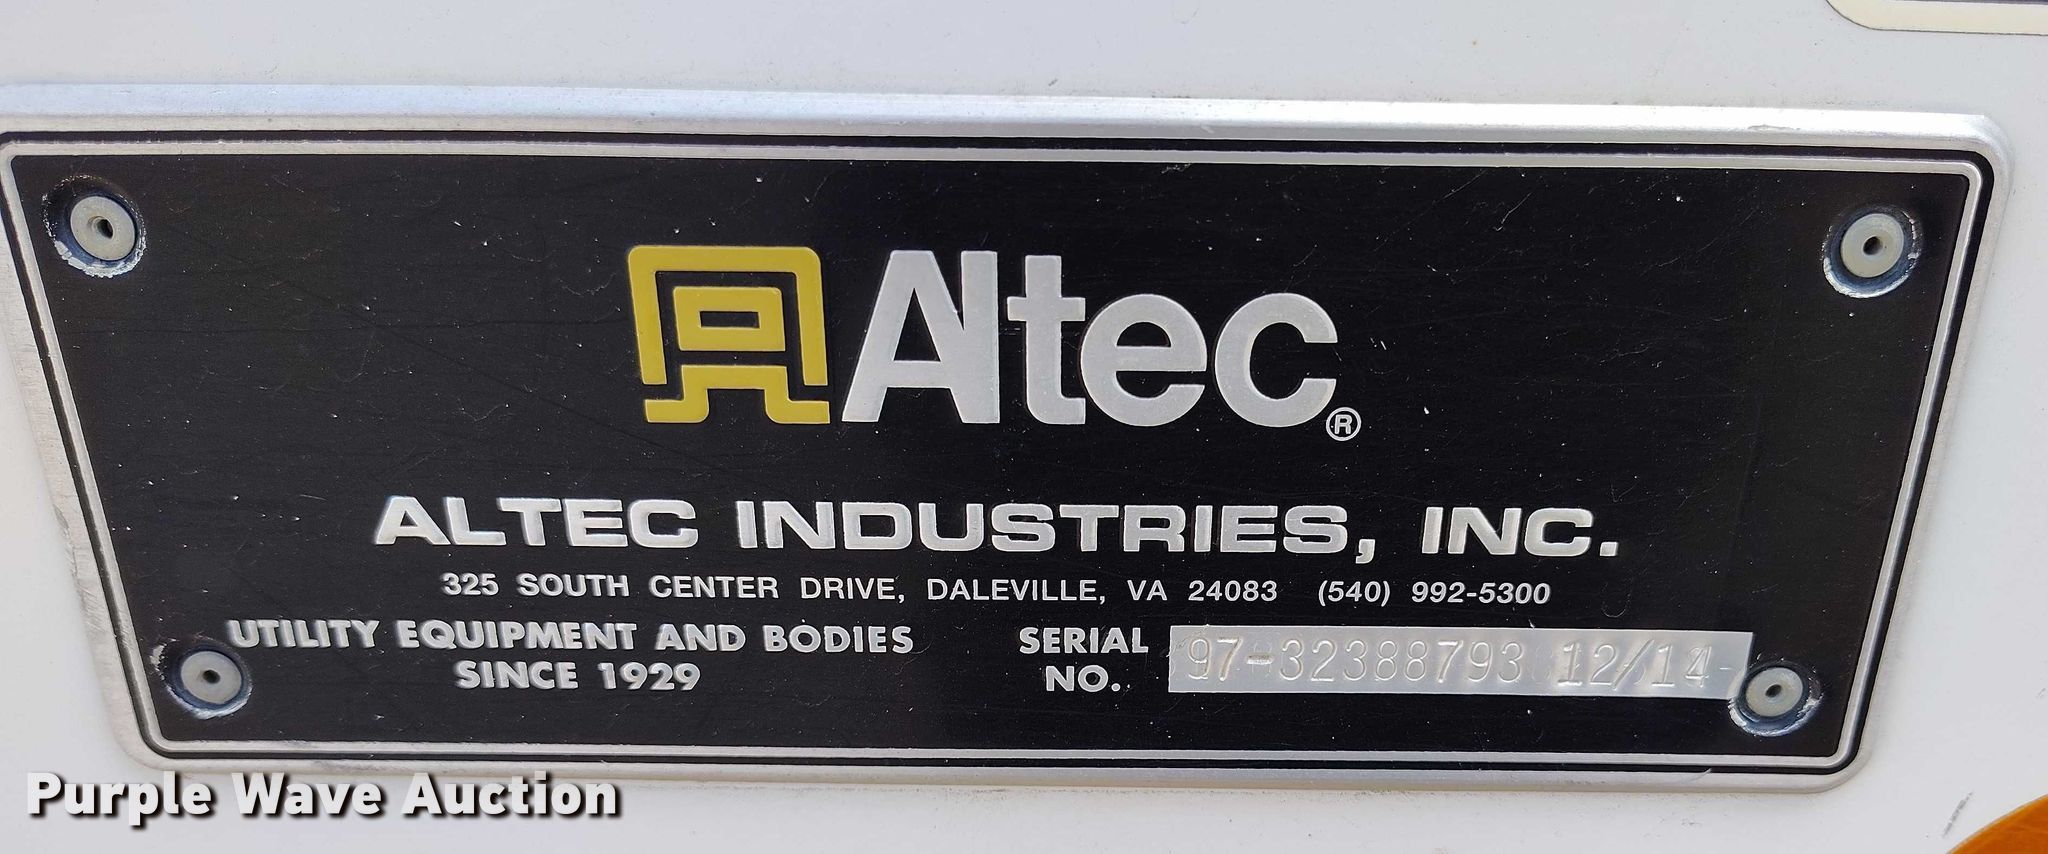 Altec®
ALTEC INDUSTRIES, INC.
325 SOUTH CENTER DRIVE, DALEVILLE, VA 24083 (540) 992-5300
UTILITY EQUIPMENT AND BODIES
SINCE 1929
SERIAL NO. 97-32388793 12/14
Purple Wave Auction